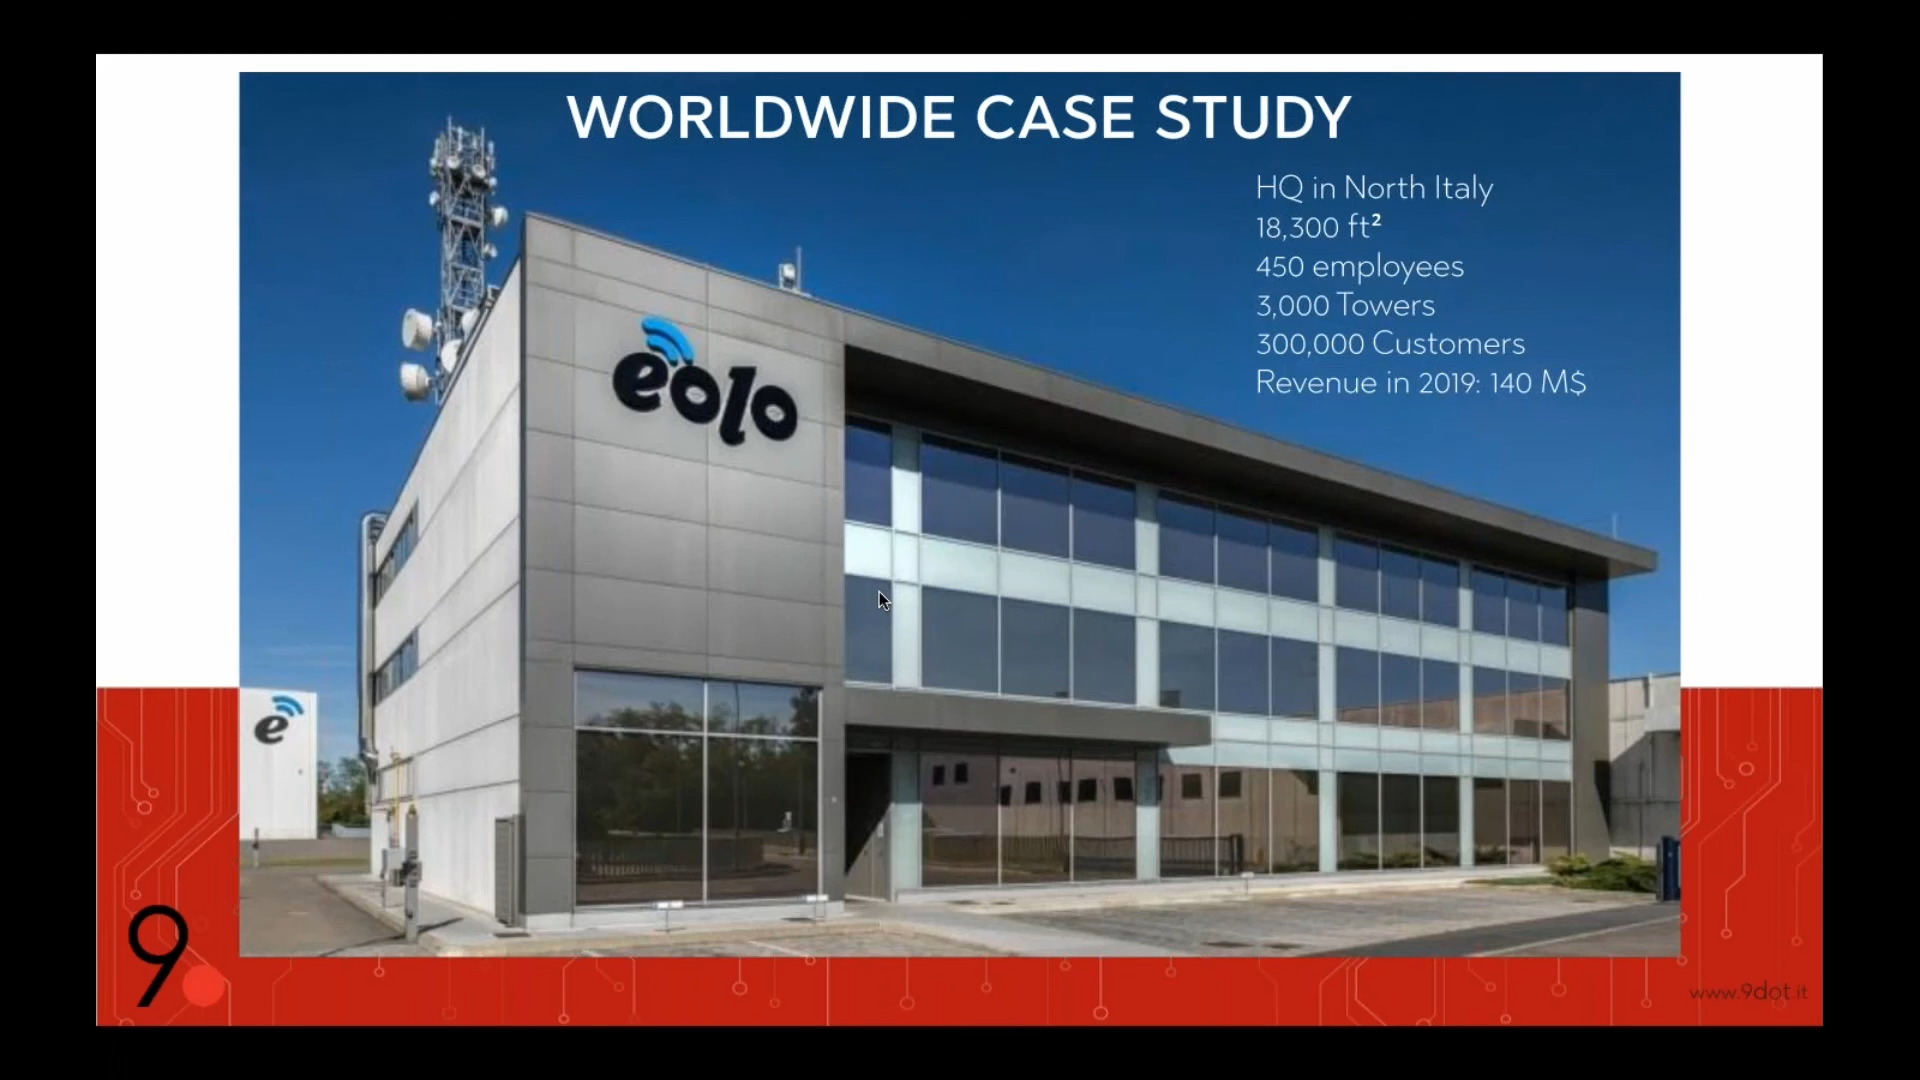 WORLDWIDE CASE STUDY
HQ in North Italy
18,300 ft²
450 employees
3,000 Towers
300,000 Customers
Revenue in 2019: 140 M$
eolo
e
9.
www.9dot.it